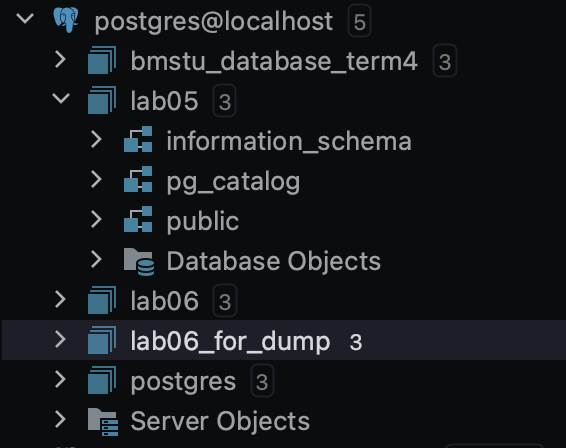 postgres@localhost 5
bmstu_database_term4 3
lab05 3
information_schema
pg_catalog
public
Database Objects
lab06 3
lab06_for_dump 3
postgres 3
Server Objects